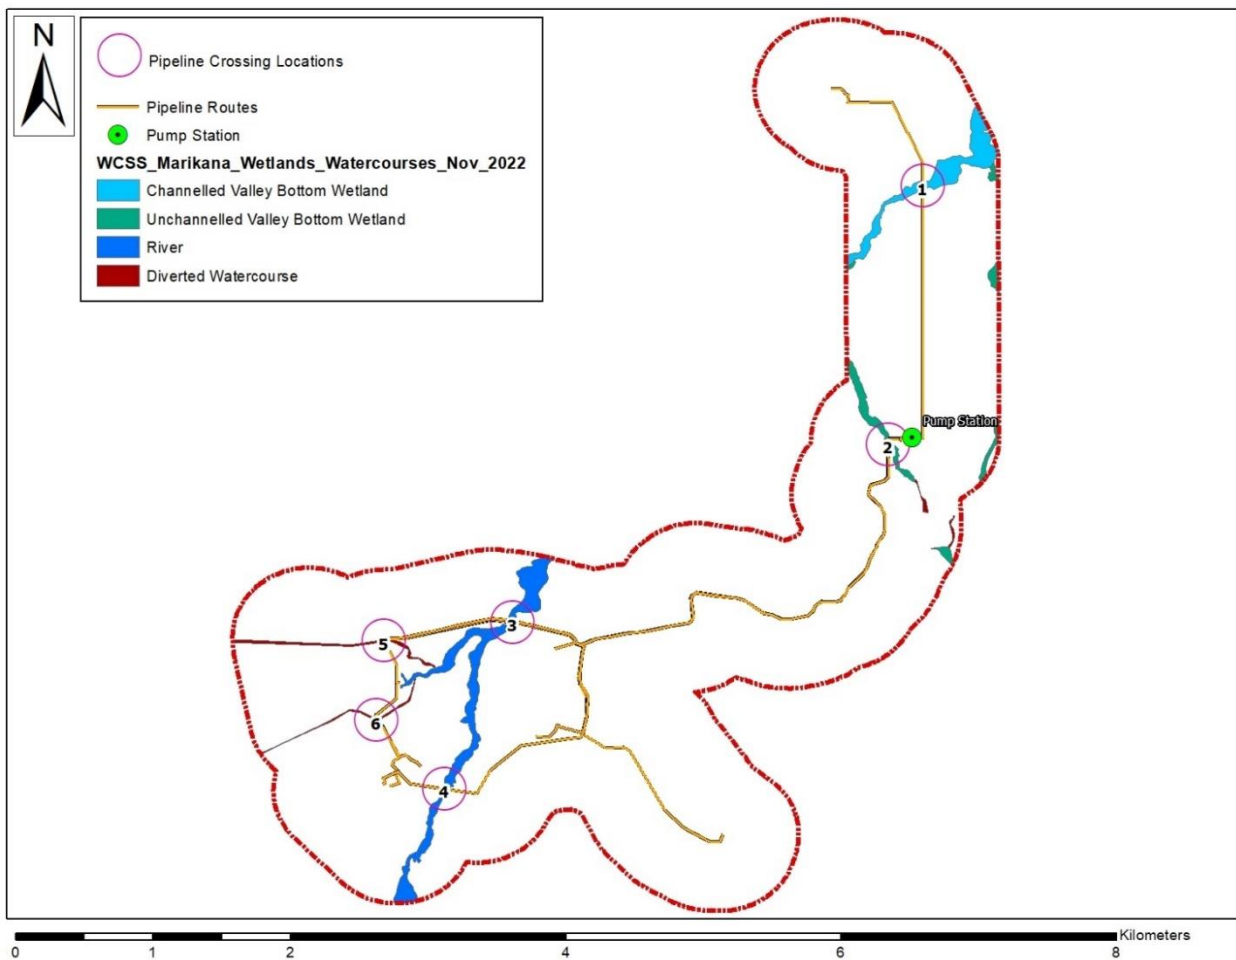 N
Pipeline Crossing Locations
Pipeline Routes
Pump Station
WCSS_Marikana_Wetlands_Watercourses_Nov_2022
Channelled Valley Bottom Wetland
Unchannelled Valley Bottom Wetland
River
Diverted Watercourse
1
Pump Station
2
3
5
6
4
Kilometers
0 1 2 4 6 8